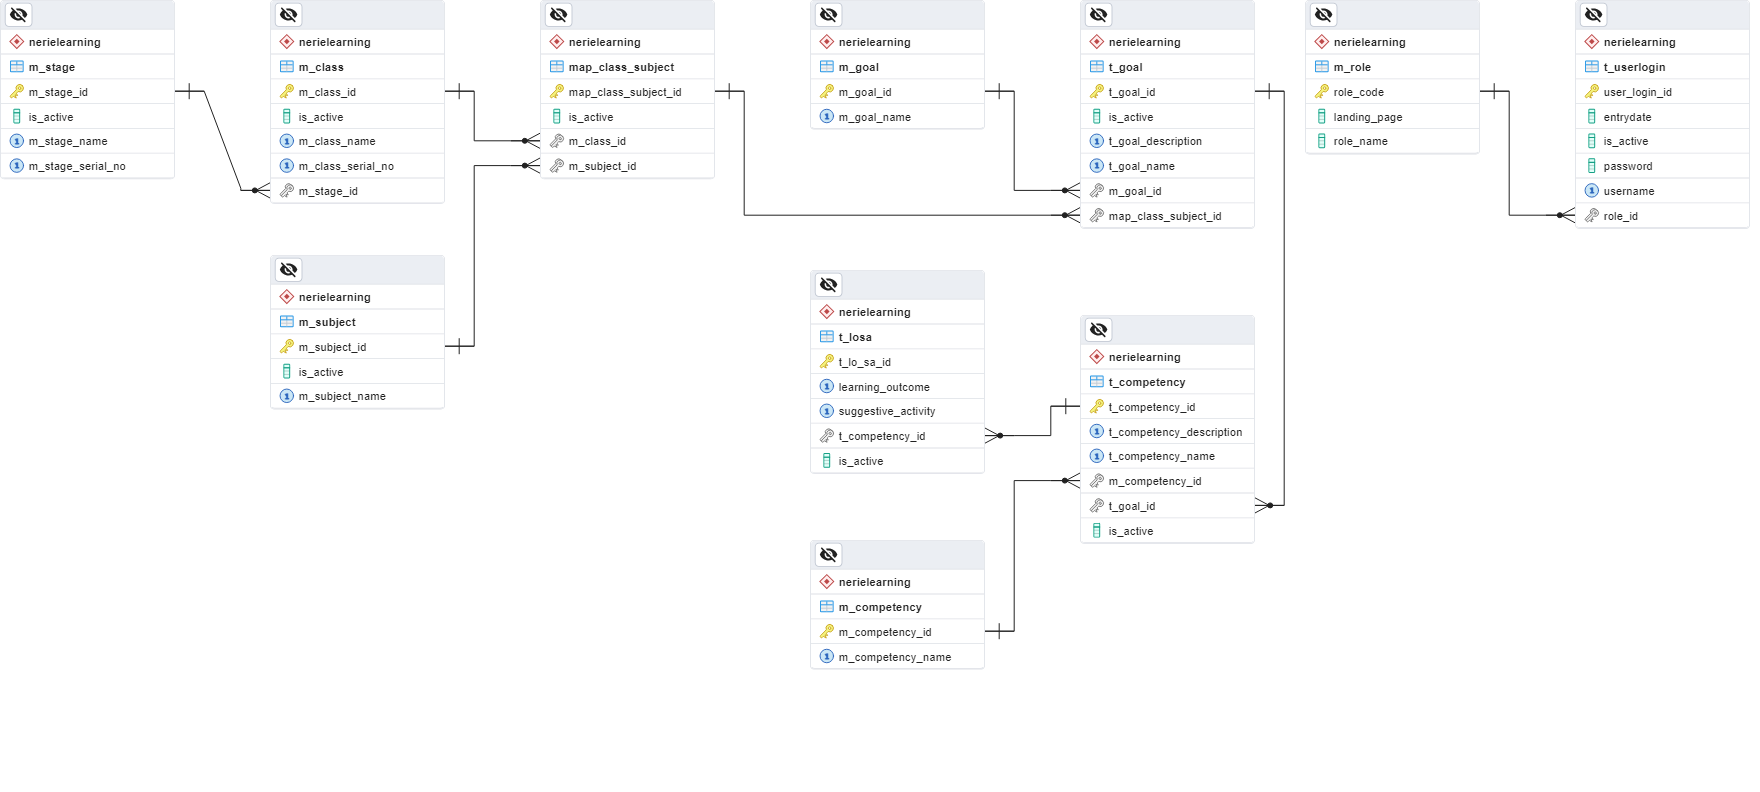 nerielearning
m_stage
m_stage_id
is_active
m_stage_name
m_stage_serial_no
nerielearning
m_class
m_class_id
is_active
m_class_name
m_class_serial_no
m_stage_id
nerielearning
map_class_subject
map_class_subject_id
is_active
m_class_id
m_subject_id
nerielearning
m_goal
m_goal_id
m_goal_name
nerielearning
t_goal
t_goal_id
is_active
t_goal_description
t_goal_name
m_goal_id
map_class_subject_id
nerielearning
m_role
role_code
landing_page
role_name
nerielearning
t_userlogin
user_login_id
entrydate
is_active
password
username
role_id
nerielearning
m_subject
m_subject_id
is_active
m_subject_name
nerielearning
t_losa
t_lo_sa_id
learning_outcome
suggestive_activity
t_competency_id
is_active
nerielearning
t_competency
t_competency_id
t_competency_description
t_competency_name
m_competency_id
t_goal_id
is_active
nerielearning
m_competency
m_competency_id
m_competency_name